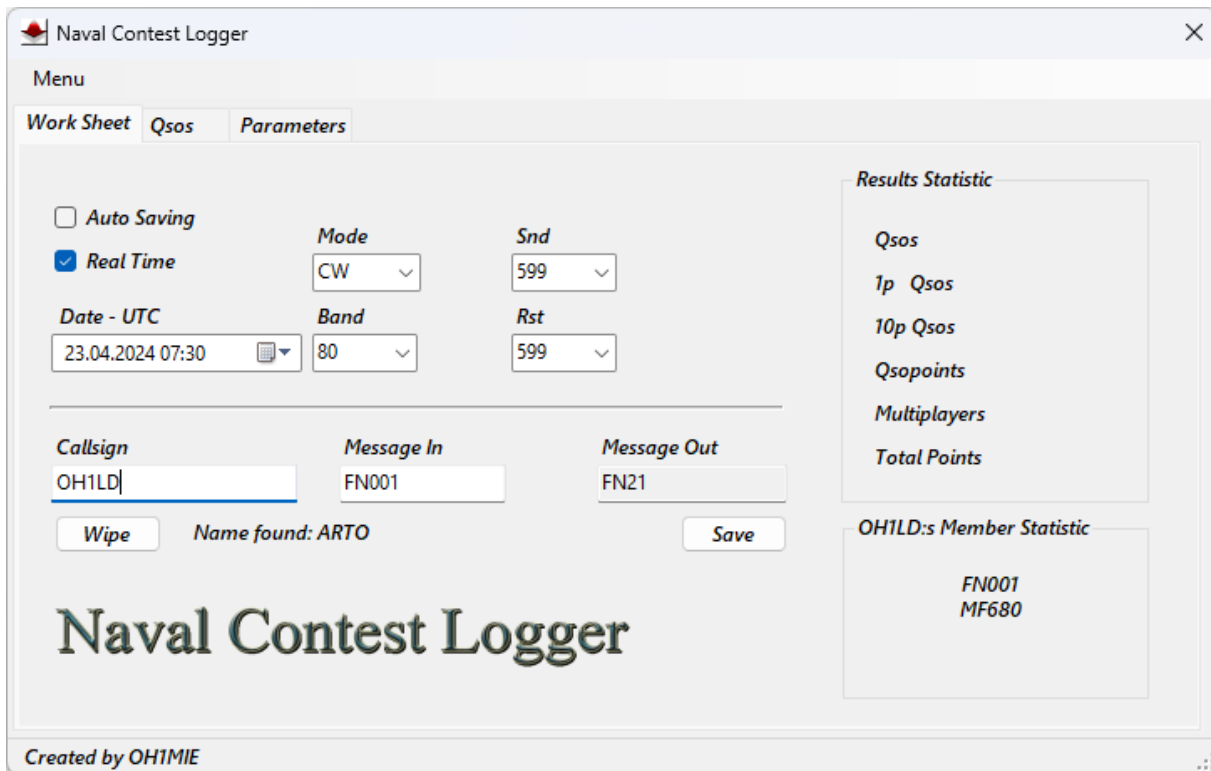 Naval Contest Logger
Menu
Work Sheet Qsos Parameters
Auto Saving
Real Time
Mode
CW
Snd
599
Date - UTC
23.04.2024 07:30
Band
80
Rst
599
Callsign
OH1LD
Message In
FN001
Message Out
FN21
Wipe
Name found: ARTO
Save
Naval Contest Logger
Results Statistic
Qsos
1p Qsos
10p Qsos
Qsopoints
Multiplayers
Total Points
OH1LD:s Member Statistic
FN001
MF680
Created by OH1MIE